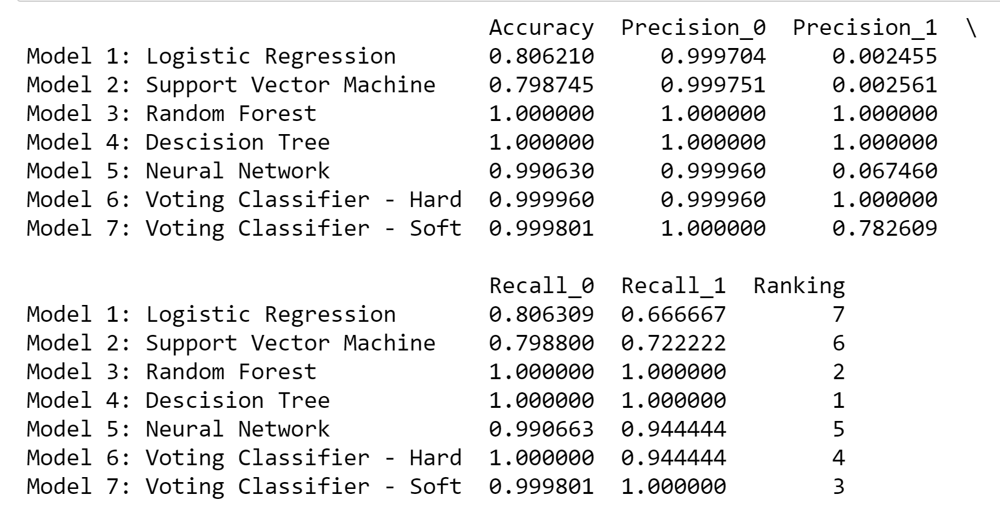 Accuracy Precision_0 Precision_1 \
Model 1: Logistic Regression 0.806210 0.999704 0.002455
Model 2: Support Vector Machine 0.798745 0.999751 0.002561
Model 3: Random Forest 1.000000 1.000000 1.000000
Model 4: Descision Tree 1.000000 1.000000 1.000000
Model 5: Neural Network 0.990630 0.999960 0.067460
Model 6: Voting Classifier - Hard 0.999960 0.999960 1.000000
Model 7: Voting Classifier - Soft 0.999801 1.000000 0.782609
Recall_0 Recall_1 Ranking
Model 1: Logistic Regression 0.806309 0.666667 7
Model 2: Support Vector Machine 0.798800 0.722222 6
Model 3: Random Forest 1.000000 1.000000 2
Model 4: Descision Tree 1.000000 1.000000 1
Model 5: Neural Network 0.990663 0.944444 5
Model 6: Voting Classifier - Hard 1.000000 0.944444 4
Model 7: Voting Classifier - Soft 0.999801 1.000000 3